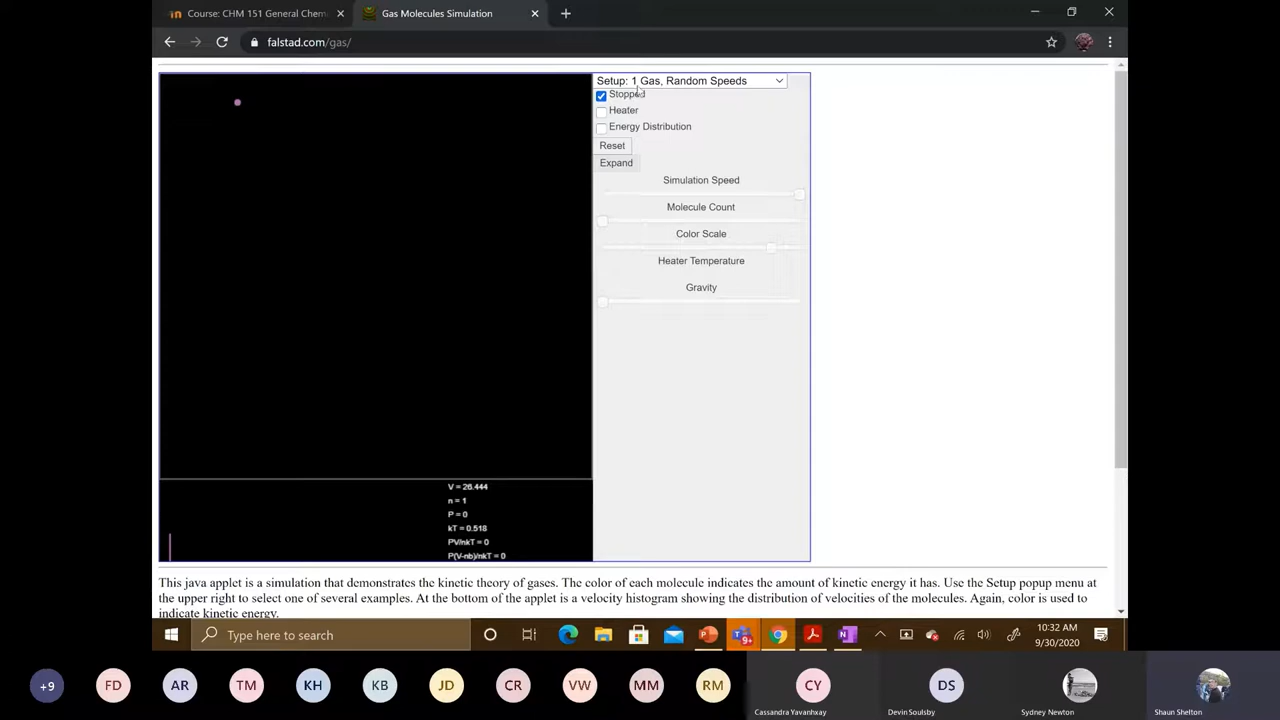 Course: CHM 151 General Chem
Gas Molecules Simulation
falstad.com/gas/
Setup: 1 Gas, Random Speeds
Stopped
Heater
Energy Distribution
Reset
Expand
Simulation Speed
Molecule Count
Color Scale
Heater Temperature
Gravity
V = 26.444
n = 1
P = 0
kT = 0.518
PV/nkT = 0
P(V-nb)/nkT = 0
This java applet is a simulation that demonstrates the kinetic theory of gases. The color of each molecule indicates the amount of kinetic energy it has. Use the Setup popup menu at
the upper right to select one of several examples. At the bottom of the applet is a velocity histogram showing the distribution of velocities of the molecules. Again, color is used to
indicate kinetic energy.
Type here to search
9+
10:32 AM
9/30/2020
+9
FD
AR
TM
KH
KB
JD
CR
VW
MM
RM
CY
DS
Cassandra Yavanhxay
Devin Soulsby
Sydney Newton
Shaun Shelton